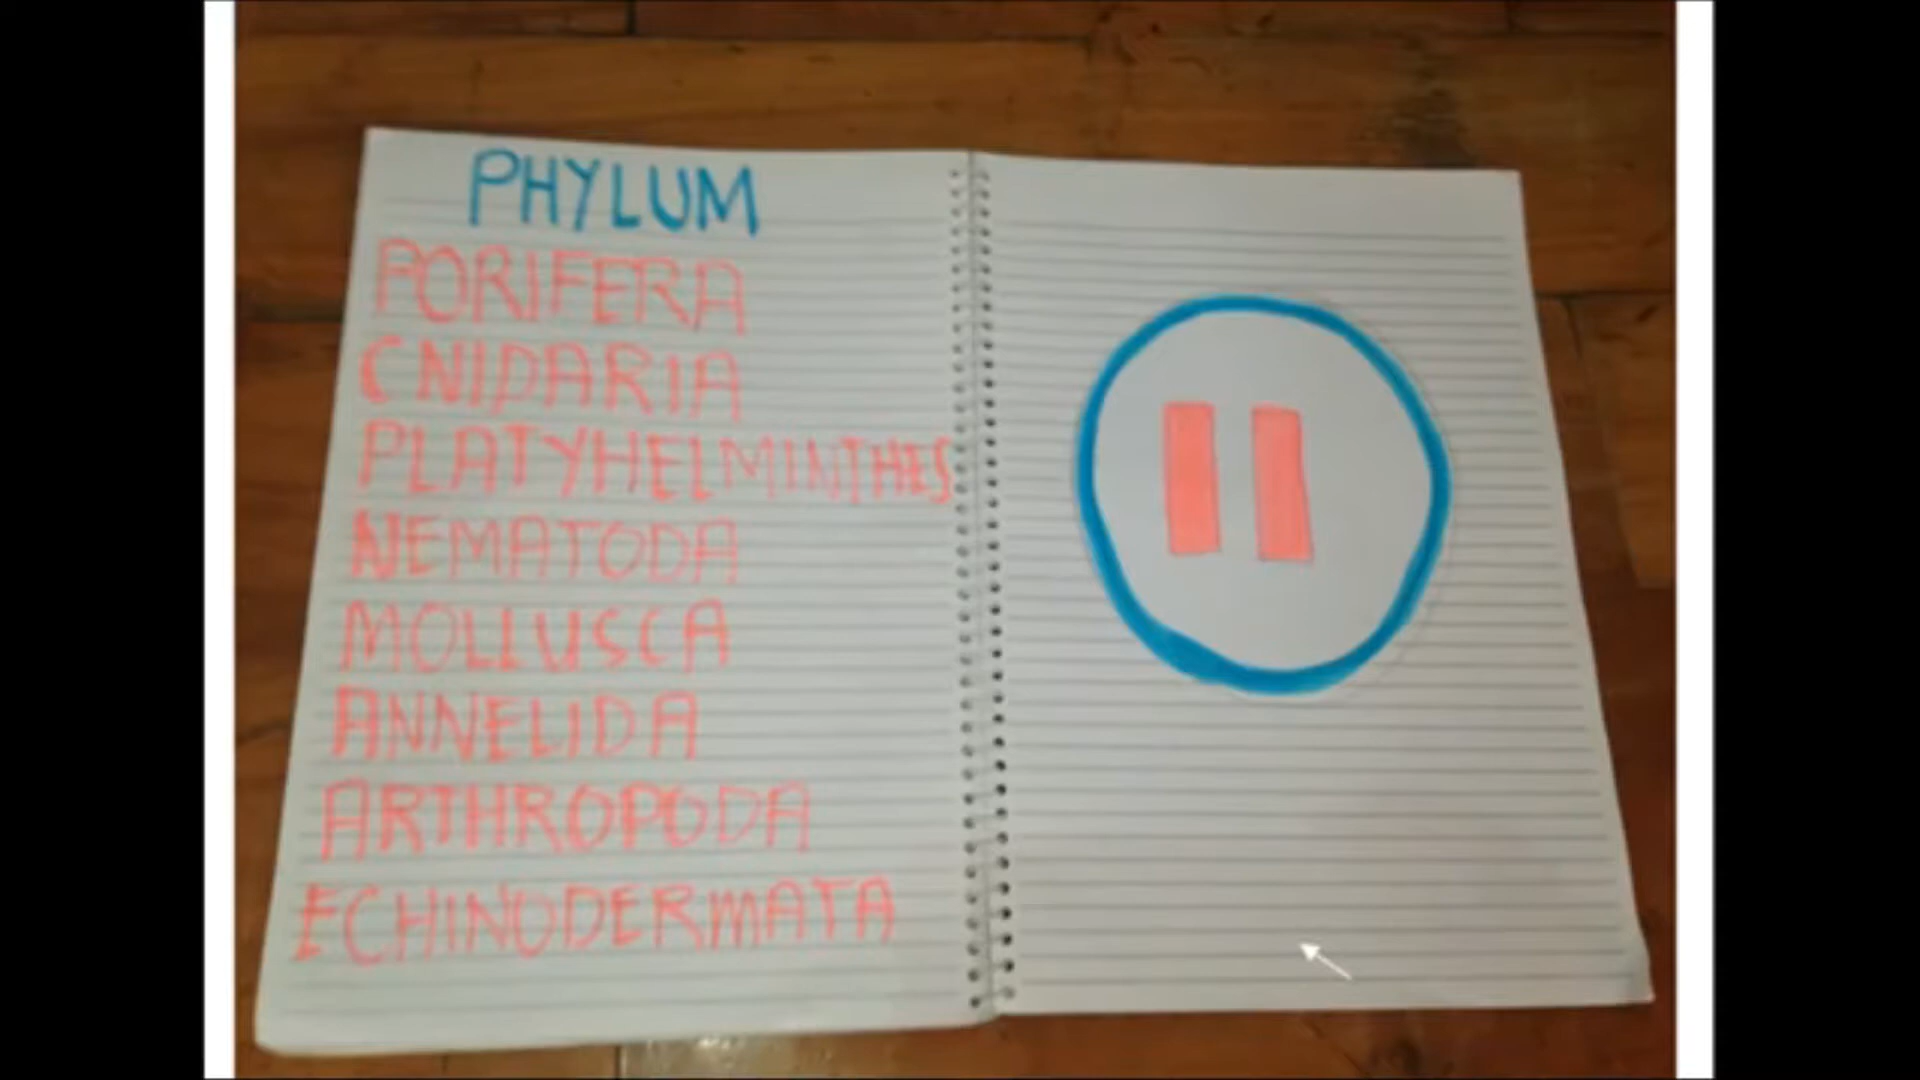 PHYLUM
PORIFERA
CNIDARIA
PLATYHELMINTHES
NEMATODA
MOLLUSCA
ANNELIDA
ARTHROPODA
ECHINODERMATA